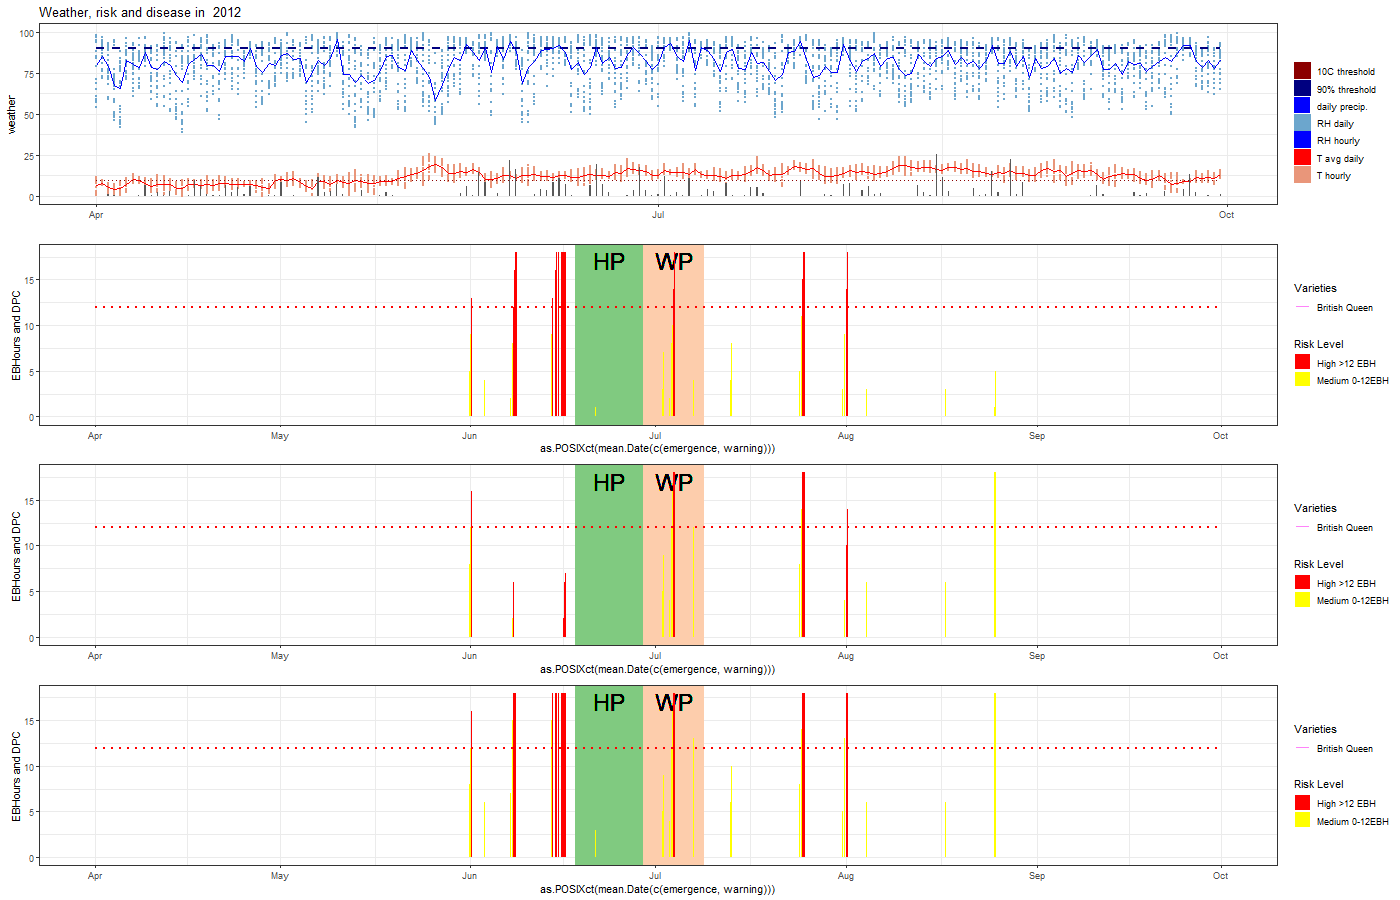 Weather, risk and disease in  2012
100
75
50
25
0
weather
Apr
Jul
Oct
10C threshold
90% threshold
daily precip.
RH daily
RH hourly
T avg daily
T hourly
HP
WP
15
10
5
0
EBHours and DPC
Apr
May
Jun
Jul
Aug
Sep
Oct
as.POSIXct(mean.Date(c(emergence, warning)))
Varieties
British Queen
Risk Level
High >12 EBH
Medium 0-12EBH
HP
WP
15
10
5
0
EBHours and DPC
Apr
May
Jun
Jul
Aug
Sep
Oct
as.POSIXct(mean.Date(c(emergence, warning)))
Varieties
British Queen
Risk Level
High >12 EBH
Medium 0-12EBH
HP
WP
15
10
5
0
EBHours and DPC
Apr
May
Jun
Jul
Aug
Sep
Oct
as.POSIXct(mean.Date(c(emergence, warning)))
Varieties
British Queen
Risk Level
High >12 EBH
Medium 0-12EBH